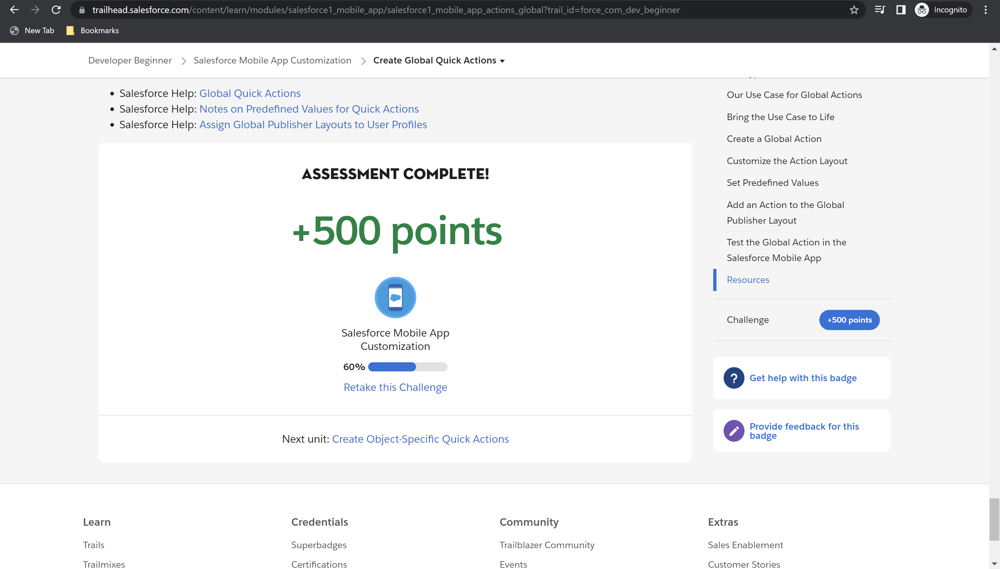 trailhead.salesforce.com/content/learn/modules/salesforce1_mobile_app/salesforce1_mobile_app_actions_global?trail_id=force_com_dev_beginner
Incognito
New Tab
Bookmarks
Developer Beginner
Salesforce Mobile App Customization
Create Global Quick Actions
Salesforce Help: Global Quick Actions
Salesforce Help: Notes on Predefined Values for Quick Actions
Salesforce Help: Assign Global Publisher Layouts to User Profiles
ASSESSMENT COMPLETE!
+500 points
Salesforce Mobile App
Customization
60%
Retake this Challenge
Next unit: Create Object-Specific Quick Actions
Our Use Case for Global Actions
Bring the Use Case to Life
Create a Global Action
Customize the Action Layout
Set Predefined Values
Add an Action to the Global
Publisher Layout
Test the Global Action in the
Salesforce Mobile App
Resources
Challenge
+500 points
?
Get help with this badge
Provide feedback for this
badge
Learn
Trails
Trailmixes
Credentials
Superbadges
Certifications
Community
Trailblazer Community
Events
Extras
Sales Enablement
Customer Stories